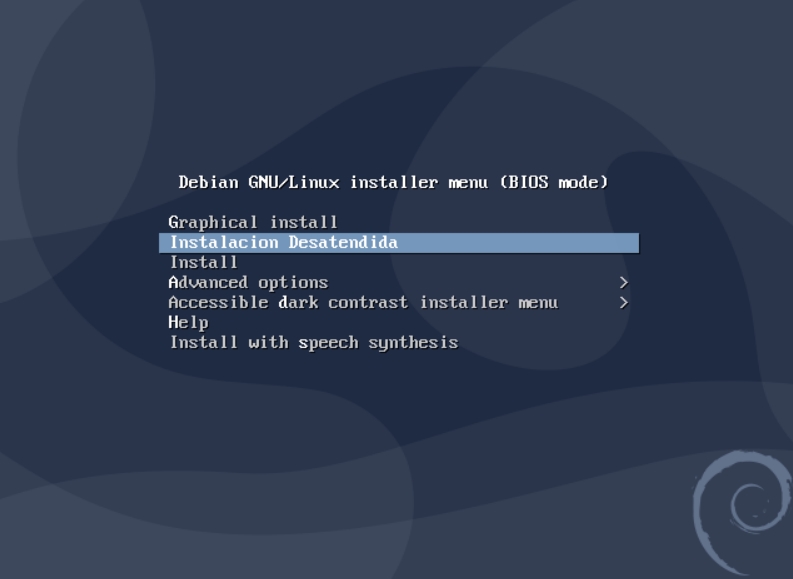 Debian GNU/Linux installer menu (BIOS mode)
Graphical install
Instalacion Desatendida
Install
Advanced options >
Accessible dark contrast installer menu >
Help
Install with speech synthesis